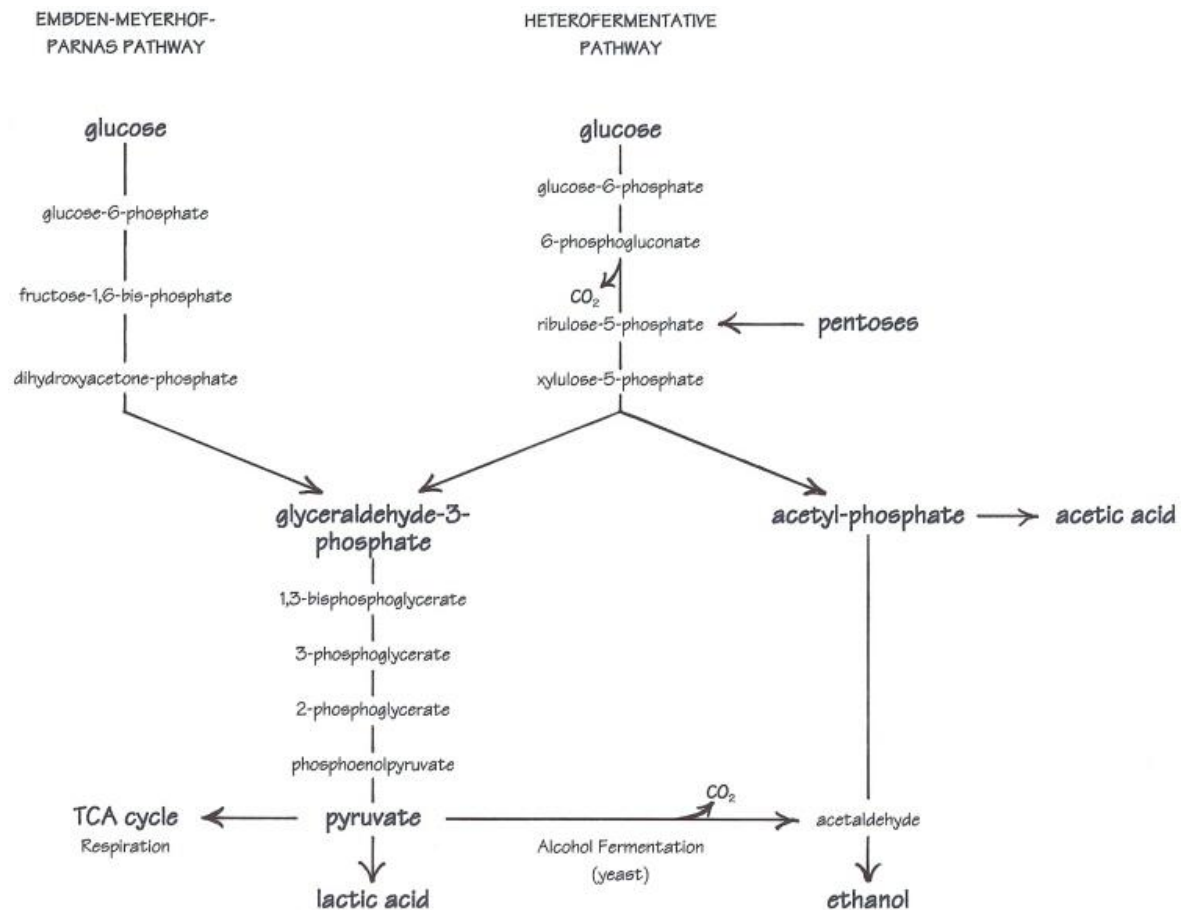 EMBDEN-MEYERHOF-
PARNAS PATHWAY
HETEROFERMENTATIVE
PATHWAY
glucose
glucose-6-phosphate
fructose-1,6-bis-phosphate
dihydroxyacetone-phosphate
glucose
glucose-6-phosphate
6-phosphogluconate
CO₂
ribulose-5-phosphate
pentoses
xylulose-5-phosphate
glyceraldehyde-3-
phosphate
acetyl-phosphate
acetic acid
1,3-bisphosphoglycerate
3-phosphoglycerate
2-phosphoglycerate
phosphoenolpyruvate
TCA cycle
Respiration
pyruvate
CO₂
Alcohol Fermentation
(yeast)
acetaldehyde
lactic acid
ethanol